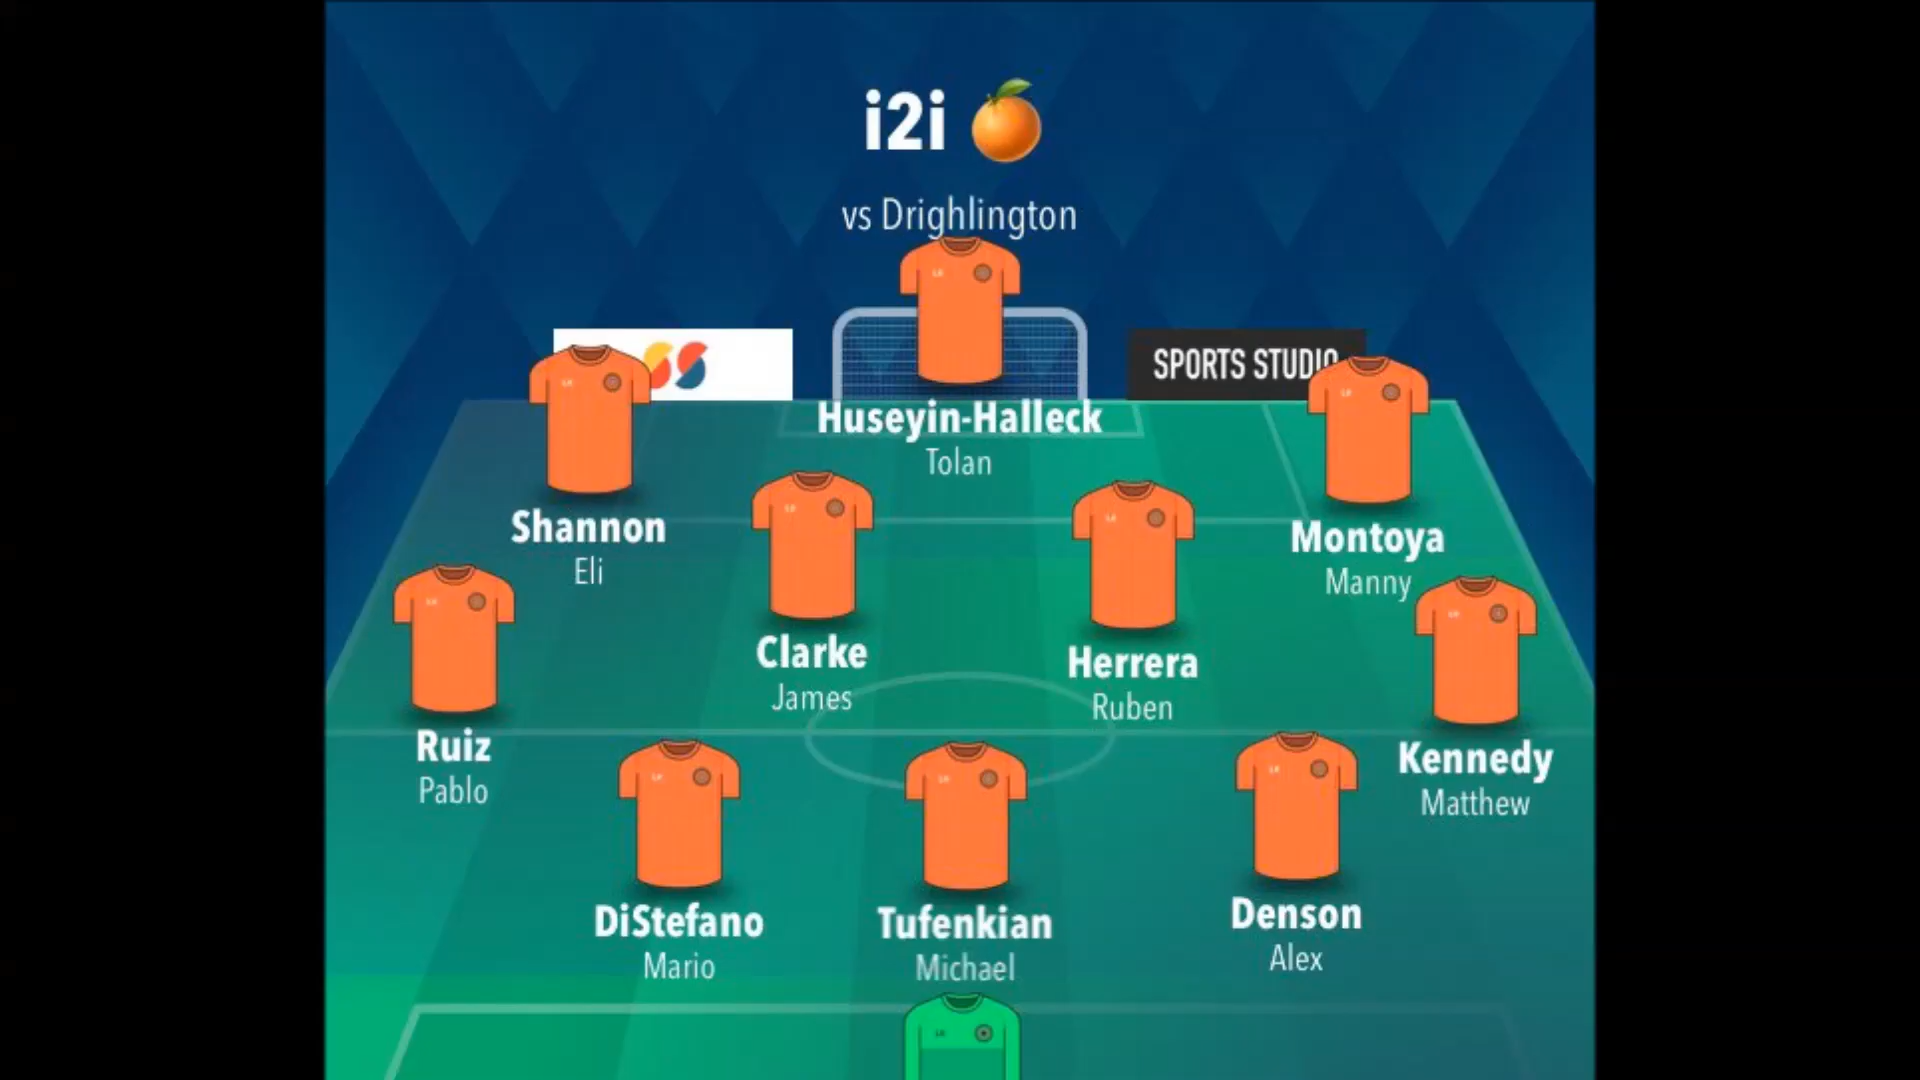 i2i
vs Drighlington
SPORTS STUDIO
Huseyin-Halleck
Tolan
Shannon
Eli
Montoya
Manny
Clarke
James
Herrera
Ruben
Ruiz
Pablo
Kennedy
Matthew
DiStefano
Mario
Tufenkian
Michael
Denson
Alex